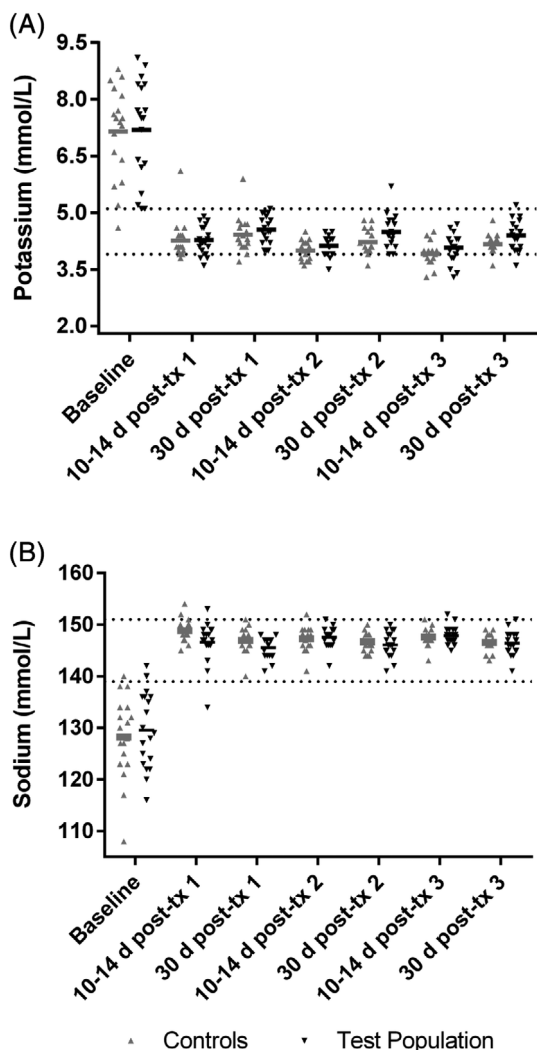 (A)
Potassium (mmol/L)
9.5
8.0
6.5
5.0
3.5
2.0
Baseline
10-14 d post-tx 1
30 d post-tx 1
10-14 d post-tx 2
30 d post-tx 2
10-14 d post-tx 3
30 d post-tx 3
(B)
Sodium (mmol/L)
160
150
140
130
120
110
Baseline
10-14 d post-tx 1
30 d post-tx 1
10-14 d post-tx 2
30 d post-tx 2
10-14 d post-tx 3
30 d post-tx 3
Controls
Test Population